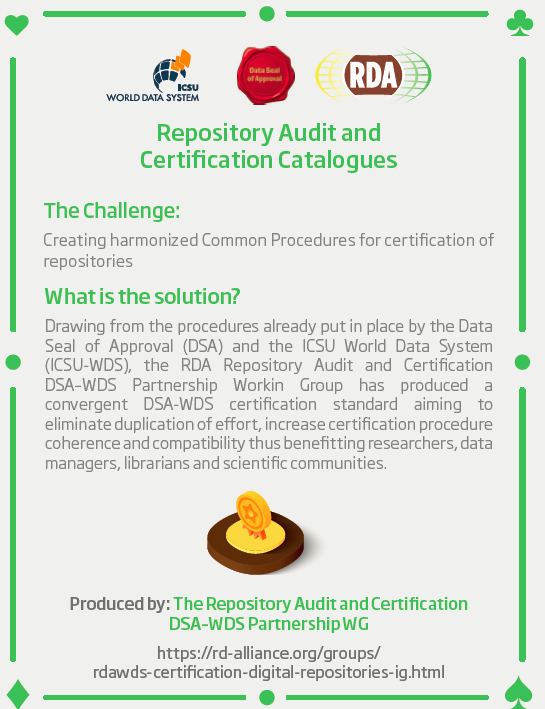 ICSU
WORLD DATA SYSTEM
Data Seal
of Approval
RDA
Repository Audit and
Certification Catalogues
The Challenge:
Creating harmonized Common Procedures for certification of
repositories
What is the solution?
Drawing from the procedures already put in place by the Data
Seal of Approval (DSA) and the ICSU World Data System
(ICSU-WDS), the RDA Repository Audit and Certification
DSA–WDS Partnership Workin Group has produced a
convergent DSA-WDS certification standard aiming to
eliminate duplication of effort, increase certification procedure
coherence and compatibility thus benefitting researchers, data
managers, librarians and scientific communities.
Produced by: The Repository Audit and Certification
DSA–WDS Partnership WG
https://rd-alliance.org/groups/
rdawds-certification-digital-repositories-ig.html